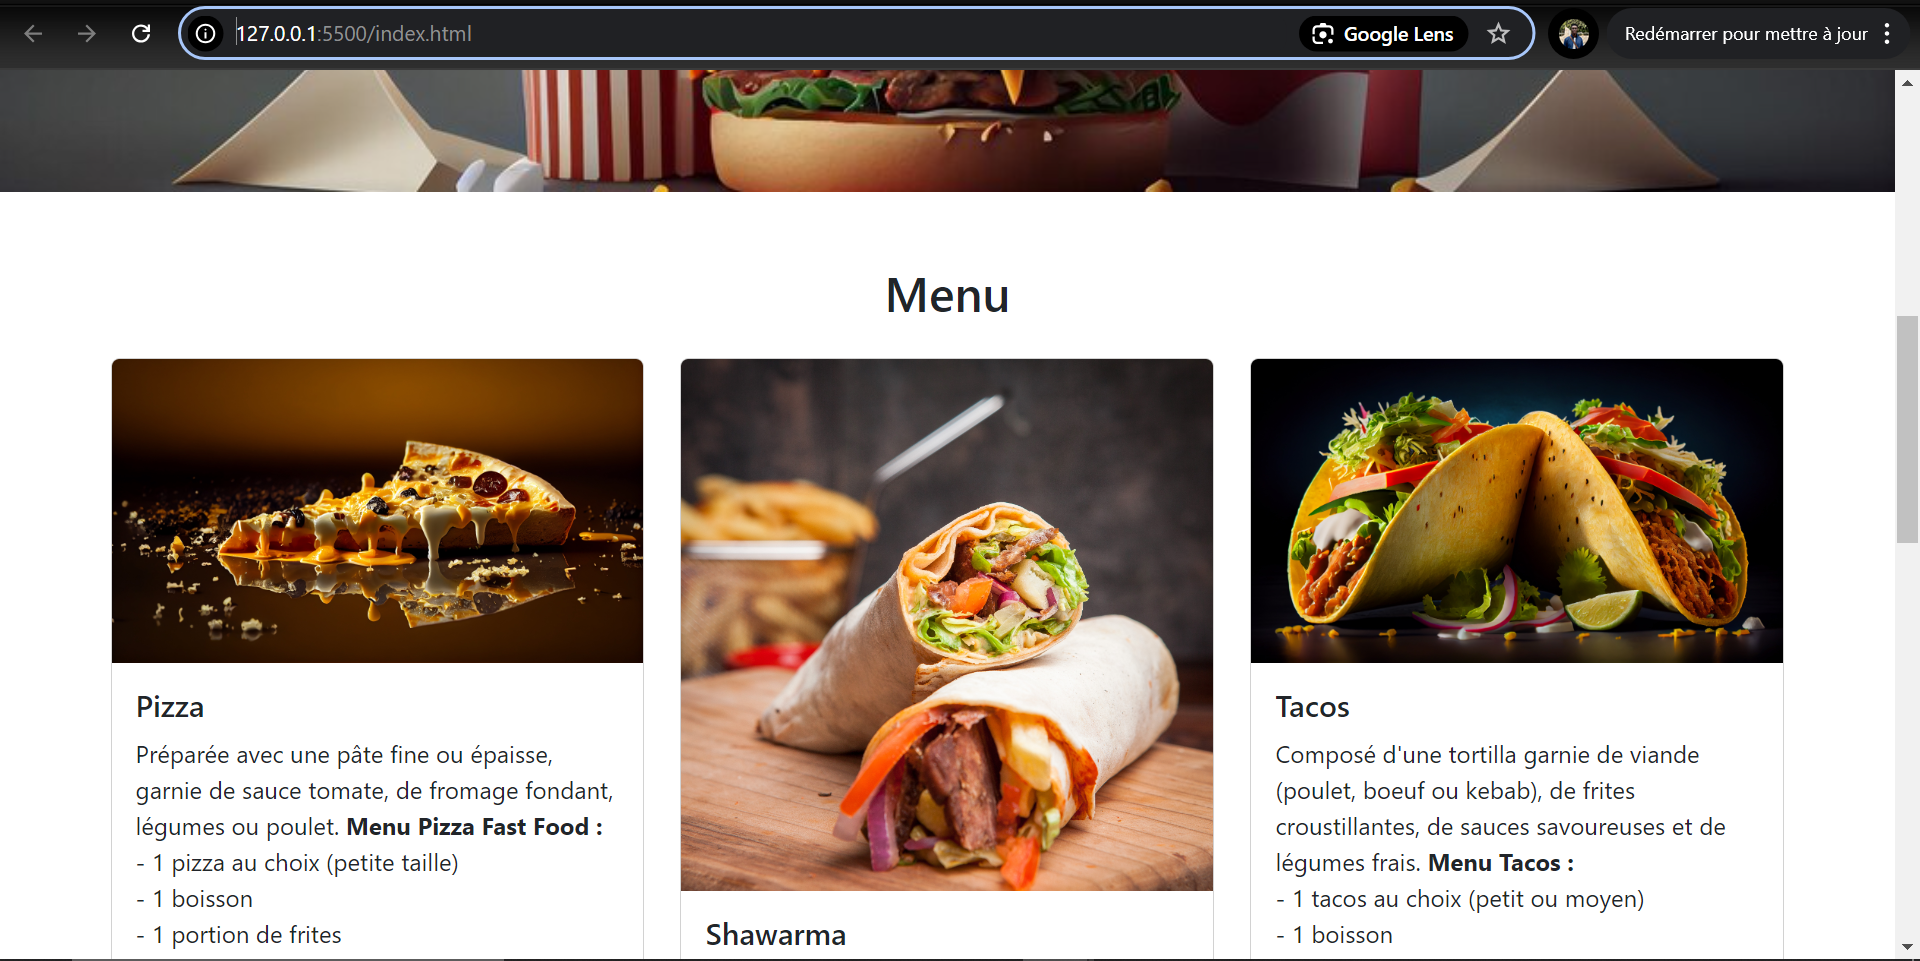 127.0.0.1:5500/index.html
Google Lens
Redémarrer pour mettre à jour
Menu
Pizza
Préparée avec une pâte fine ou épaisse,
garnie de sauce tomate, de fromage fondant,
légumes ou poulet. Menu Pizza Fast Food :
- 1 pizza au choix (petite taille)
- 1 boisson
- 1 portion de frites
Shawarma
Tacos
Composé d'une tortilla garnie de viande
(poulet, boeuf ou kebab), de frites
croustillantes, de sauces savoureuses et de
légumes frais. Menu Tacos :
- 1 tacos au choix (petit ou moyen)
- 1 boisson